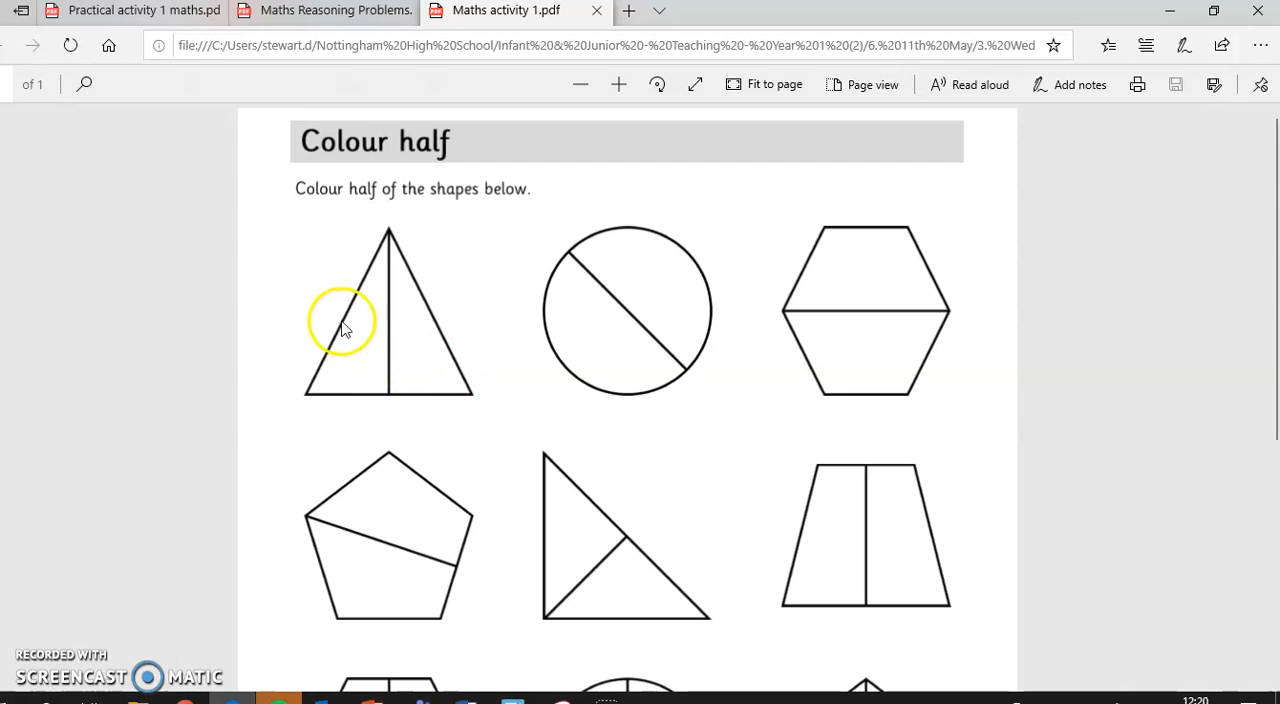 Practical activity 1 maths.pd
Maths Reasoning Problems.
Maths activity 1.pdf
file:///C:/Users/stewart.d/Nottingham%20High%20School/Infant%20&%20Junior%20-%20Teaching%20-%20Year%201%20(2)/6.%2011th%20May/3.%20Wed
of 1
Fit to page
Page view
Read aloud
Add notes
Colour half
Colour half of the shapes below.
RECORDED WITH
SCREENCAST MATIC
12:20